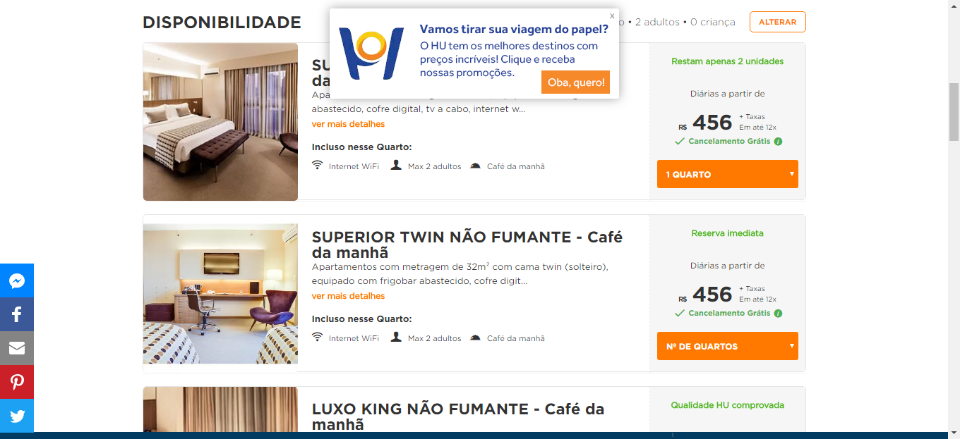 DISPONIBILIDADE
2 adultos • 0 criança
ALTERAR
x
Vamos tirar sua viagem do papel?
O HU tem os melhores destinos com
preços incríveis! Clique e receba
nossas promoções.
Oba, quero!
da
abastecido, cofre digital, tv a cabo, internet w...
ver mais detalhes
Incluso nesse Quarto:
Internet WiFi
Max 2 adultos
Café da manhã
Restam apenas 2 unidades
Diárias a partir de
R$ 456 + Taxas
Em até 12x
Cancelamento Grátis
1 QUARTO
SUPERIOR TWIN NÃO FUMANTE - Café
da manhã
Apartamentos com metragem de 32m² com cama twin (solteiro),
equipado com frigobar abastecido, cofre digit...
ver mais detalhes
Incluso nesse Quarto:
Internet WiFi
Max 2 adultos
Café da manhã
Reserva imediata
Diárias a partir de
R$ 456 + Taxas
Em até 12x
Cancelamento Grátis
Nº DE QUARTOS
LUXO KING NÃO FUMANTE - Café da
manhã
Qualidade HU comprovada